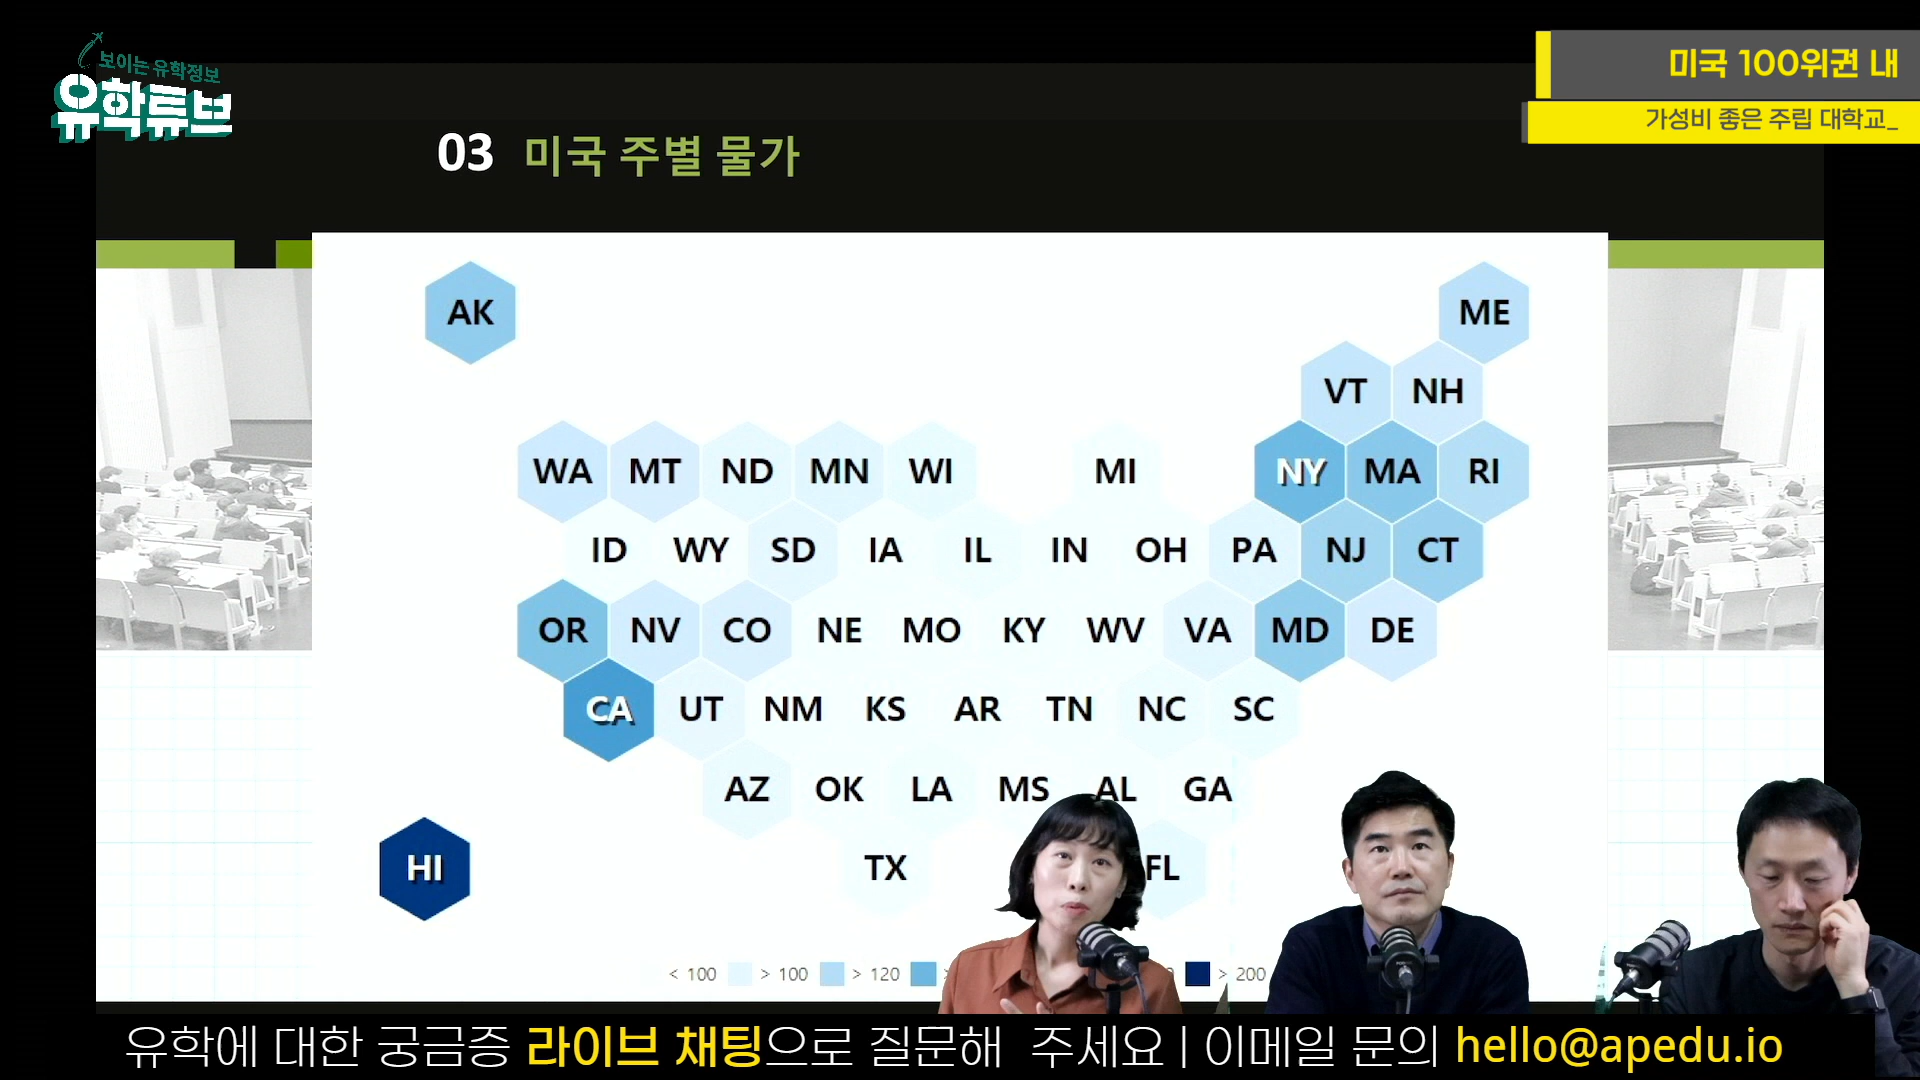 보이는 유학정보
유학튜브
미국 100위권 내
가성비 좋은 주립 대학교_
03 미국 주별 물가
AK ME
VT NH
WA MT ND MN WI MI NY MA RI
ID WY SD IA IL IN OH PA NJ CT
OR NV CO NE MO KY WV VA MD DE
CA UT NM KS AR TN NC SC
AZ OK LA MS AL GA
HI TX FL
< 100 > 100 > 120 > 200
유학에 대한 궁금증 라이브 채팅으로 질문해 주세요 | 이메일 문의 hello@apedu.io